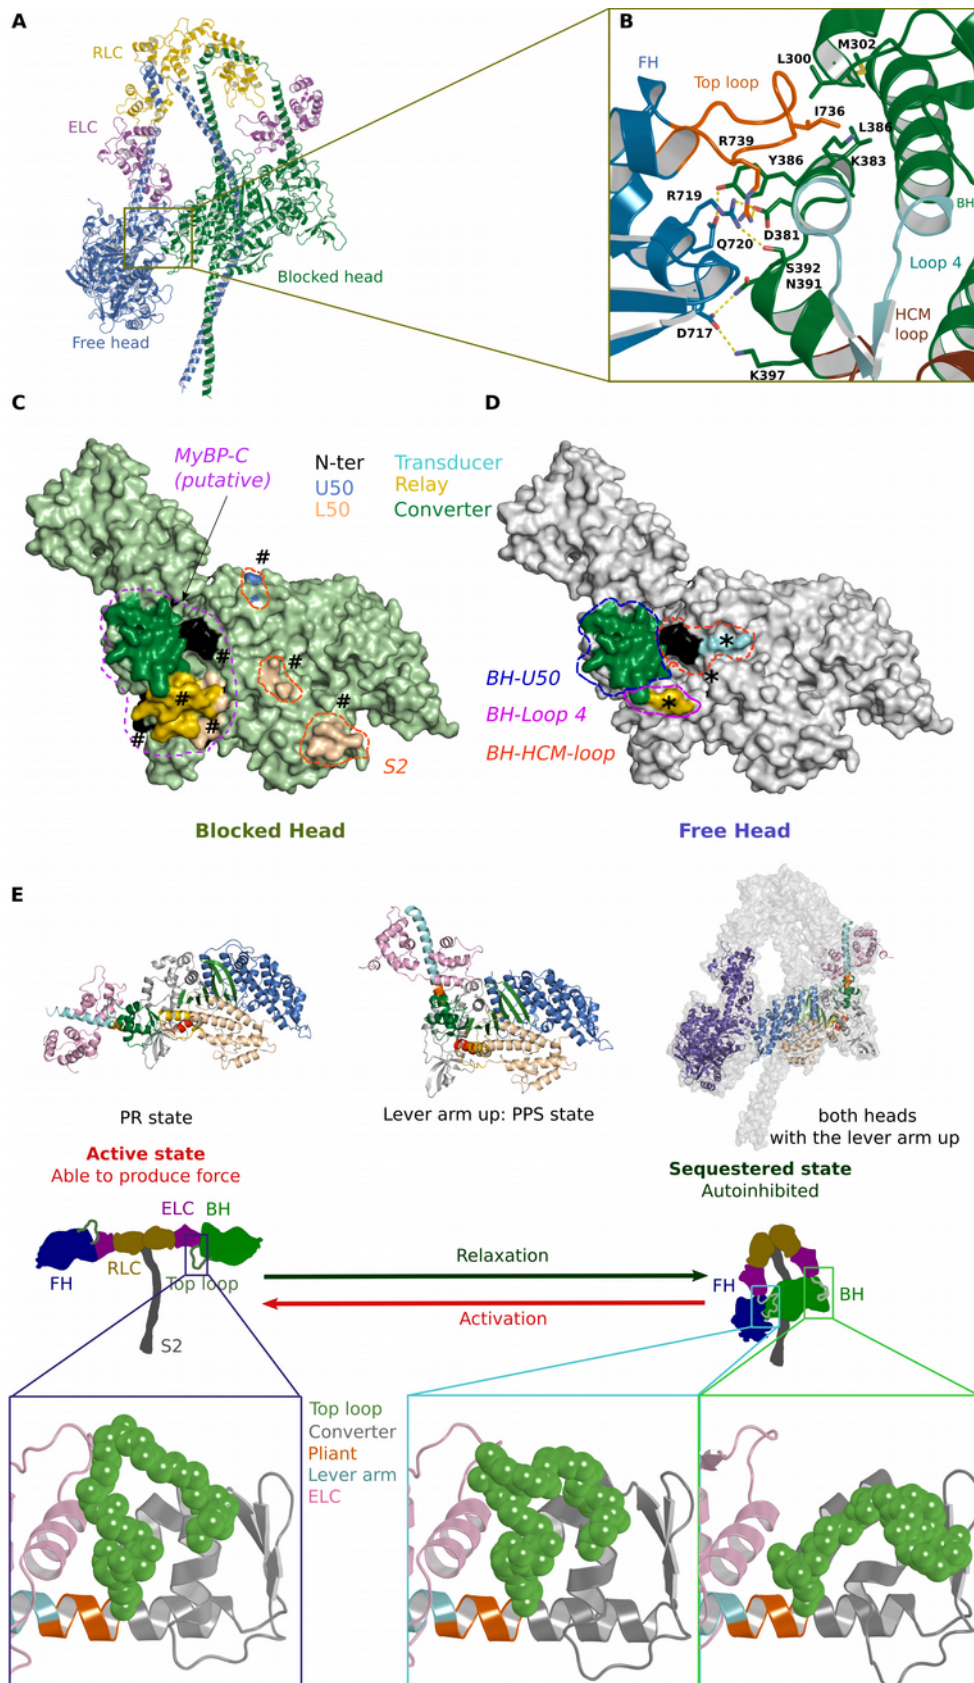 A
RLC
ELC
Blocked head
Free head
B
FH
Top loop
M302
L300
I736
R739
L386
Y386
K383
R719
BH
D381
Q720
Loop 4
S392
N391
HCM
loop
D717
K397
C
MyBP-C
(putative)
N-ter
Transducer
U50
Relay
L50
Converter
#
#
#
#
#
#
#
S2
Blocked Head
D
*
*
*
BH-U50
BH-Loop 4
BH-HCM-loop
Free Head
E
PR state
Lever arm up: PPS state
both heads
with the lever arm up
Active state
Able to produce force
Sequestered state
Autoinhibited
ELC
BH
RLC
FH
Top loop
S2
Relaxation
Activation
FH
BH
Top loop
Converter
Pliant
Lever arm
ELC